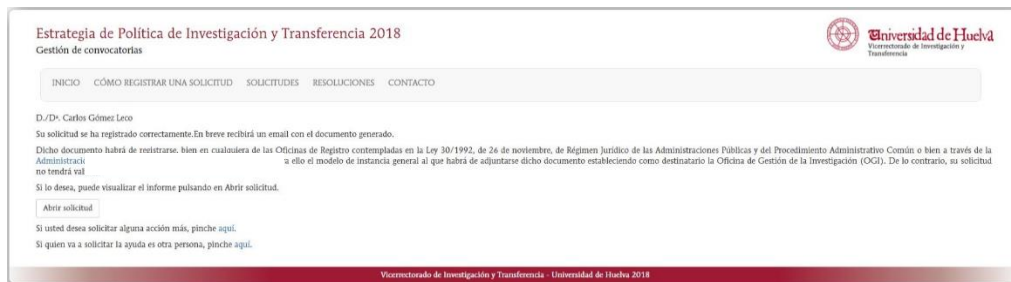 Estrategia de Política de Investigación y Transferencia 2018
Gestión de convocatorias
Universidad de Huelva
Vicerrectorado de Investigación y
Transferencia
INICIO CÓMO REGISTRAR UNA SOLICITUD SOLICITUDES RESOLUCIONES CONTACTO
D./Dª. Carlos Gómez Leco
Su solicitud se ha registrado correctamente.En breve recibirá un email con el documento generado.
Dicho documento habrá de registrarse, bien en cualquiera de las Oficinas de Registro contempladas en la Ley 30/1992, de 26 de noviembre, de Régimen Jurídico de las Administraciones Públicas y del Procedimiento Administrativo Común o bien a través de la
a ello el modelo de instancia general al que habrá de adjuntarse dicho documento estableciendo como destinatario la Oficina de Gestión de la Investigación (OGI). De lo contrario, su solicitud
no tendrá
Si lo desea, puede visualizar el informe pulsando en Abrir solicitud.
Abrir solicitud
Si usted desea solicitar alguna acción más, pinche aquí.
Si quien va a solicitar la ayuda es otra persona, pinche aquí.
Vicerrectorado de Investigación y Transferencia - Universidad de Huelva 2018